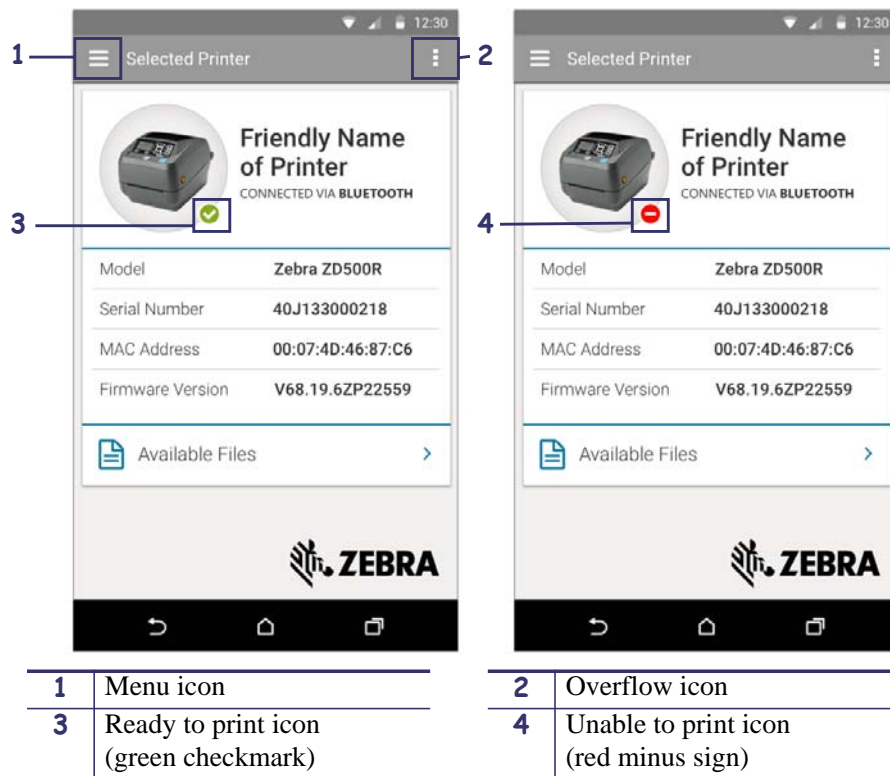 12:30
1
Selected Printer
2
Friendly Name
of Printer
CONNECTED VIA BLUETOOTH
3
Model Zebra ZD500R
Serial Number 40J133000218
MAC Address 00:07:4D:46:87:C6
Firmware Version V68.19.6ZP22559
Available Files
ZEBRA
12:30
Selected Printer
Friendly Name
of Printer
CONNECTED VIA BLUETOOTH
4
Model Zebra ZD500R
Serial Number 40J133000218
MAC Address 00:07:4D:46:87:C6
Firmware Version V68.19.6ZP22559
Available Files
ZEBRA
1 Menu icon
2 Overflow icon
3 Ready to print icon
(green checkmark)
4 Unable to print icon
(red minus sign)